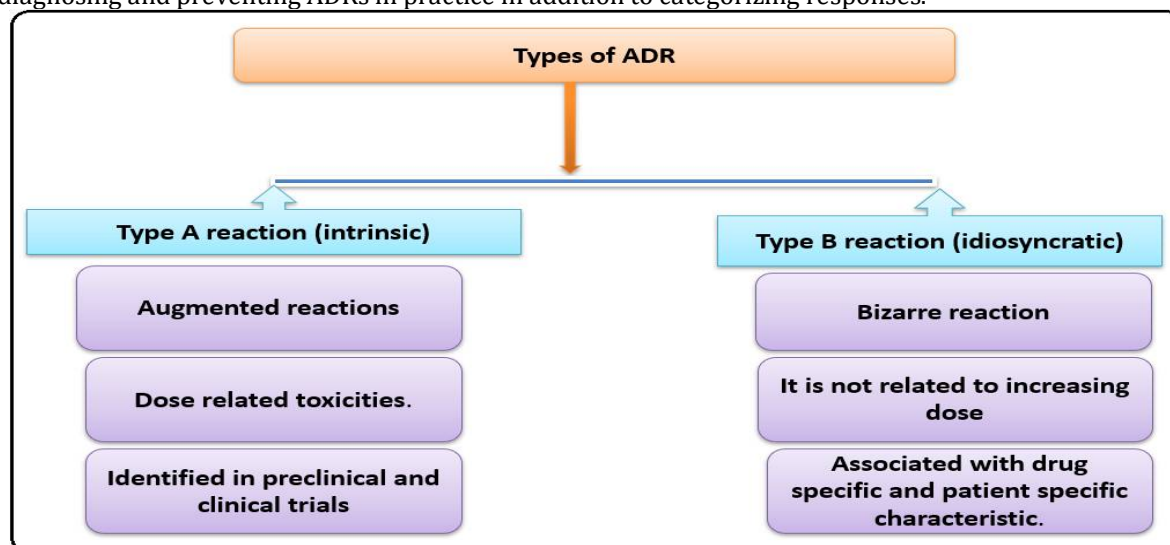 diagnosing and preventing ADRs in practice in addition to categorizing responses.
Types of ADR
Type A reaction (intrinsic)
Augmented reactions
Dose related toxicities.
Identified in preclinical and
clinical trials
Type B reaction (idiosyncratic)
Bizarre reaction
It is not related to increasing
dose
Associated with drug
specific and patient specific
characteristic.